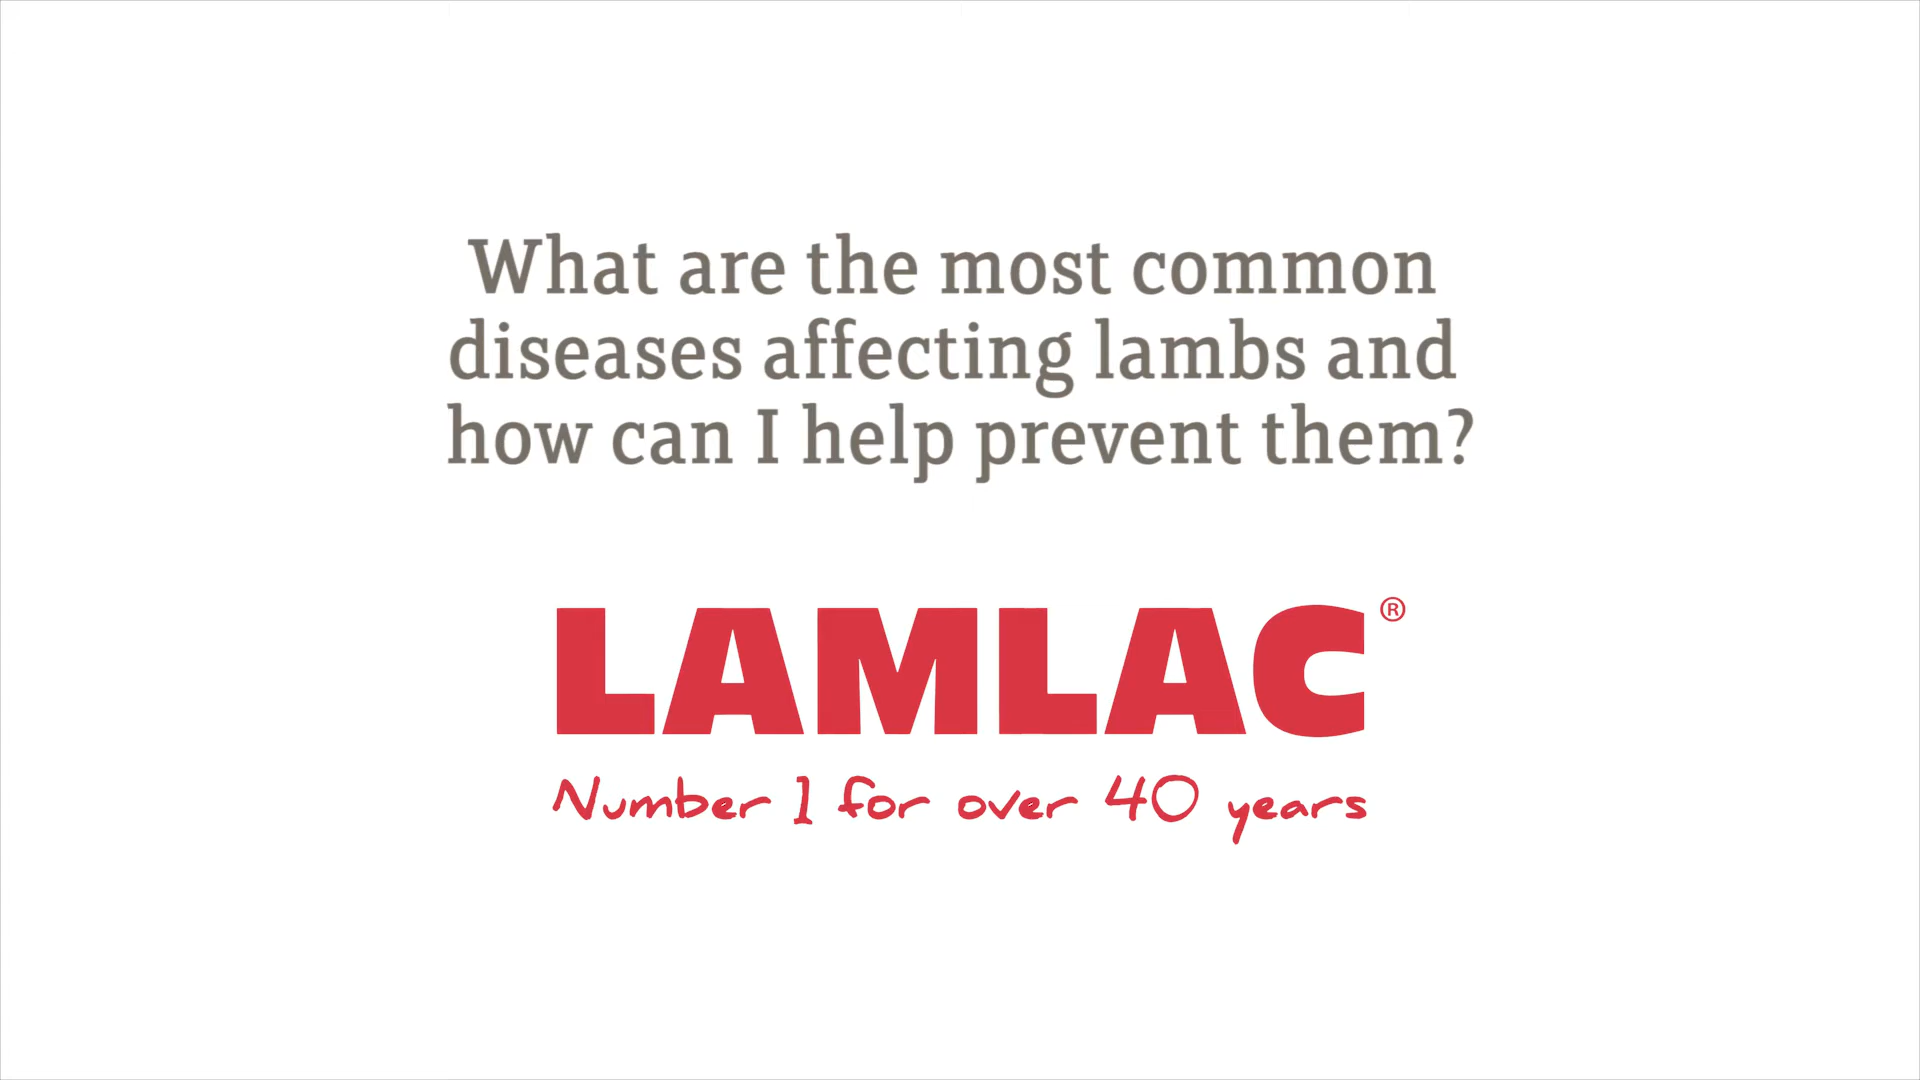 What are the most common
diseases affecting lambs and
how can I help prevent them?
LAMLAC®
Number 1 for over 40 years